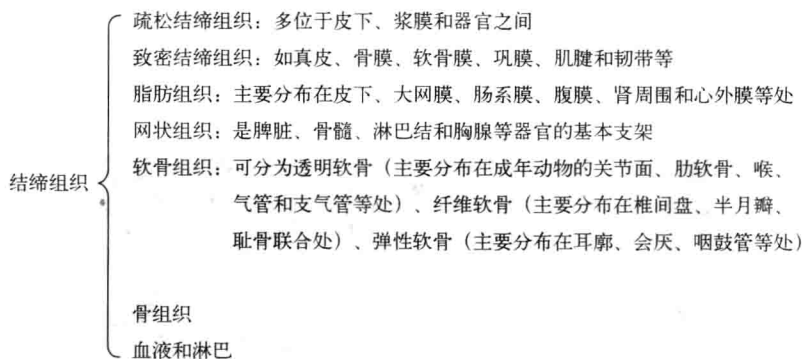 疏松结缔组织：多位于皮下、浆膜和器官之间
致密结缔组织：如真皮、骨膜、软骨膜、巩膜、肌腱和韧带等
脂肪组织：主要分布在皮下、大网膜、肠系膜、腹膜、肾周围和心外膜等处
网状组织：是脾脏、骨髓、淋巴结和胸腺等器官的基本支架
结缔组织
软骨组织：可分为透明软骨（主要分布在成年动物的关节面、肋软骨、喉、
气管和支气管等处）、纤维软骨（主要分布在椎间盘、半月瓣、
耻骨联合处）、弹性软骨（主要分布在耳廓、会厌、咽鼓管等处）
骨组织
血液和淋巴